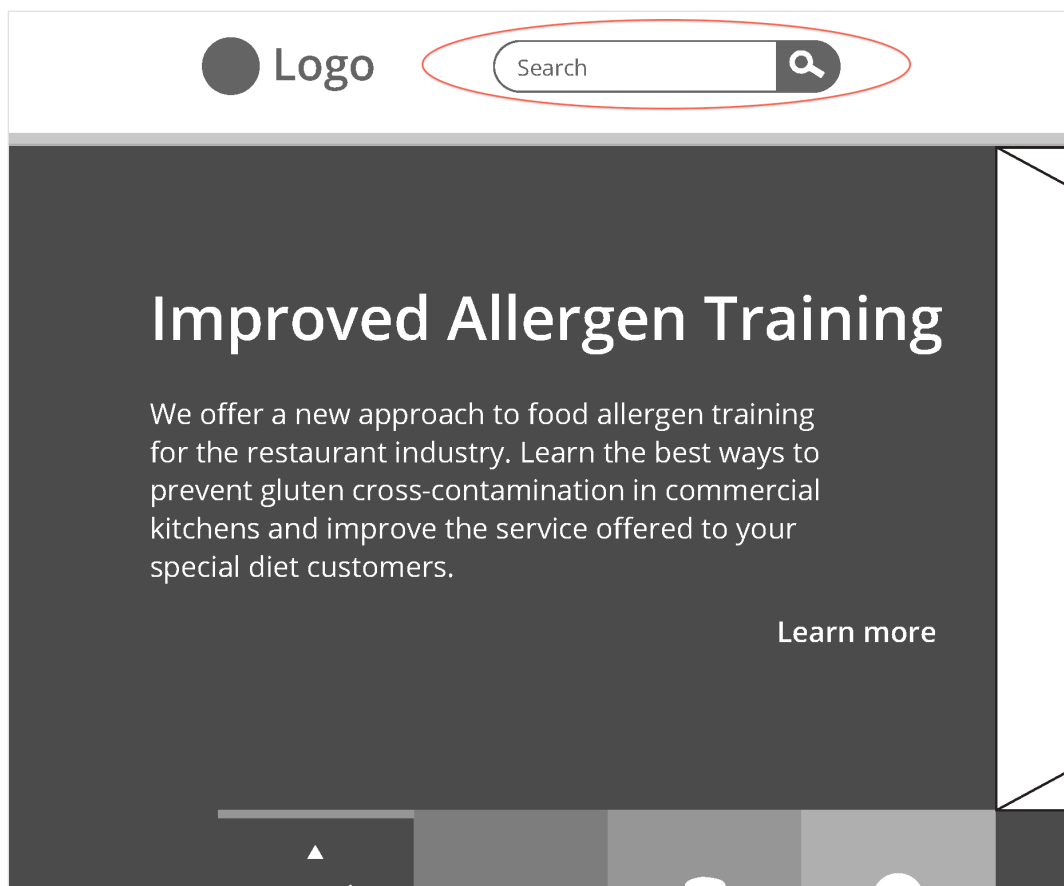 Logo
Search
Improved Allergen Training
We offer a new approach to food allergen training
for the restaurant industry. Learn the best ways to
prevent gluten cross-contamination in commercial
kitchens and improve the service offered to your
special diet customers.
Learn more